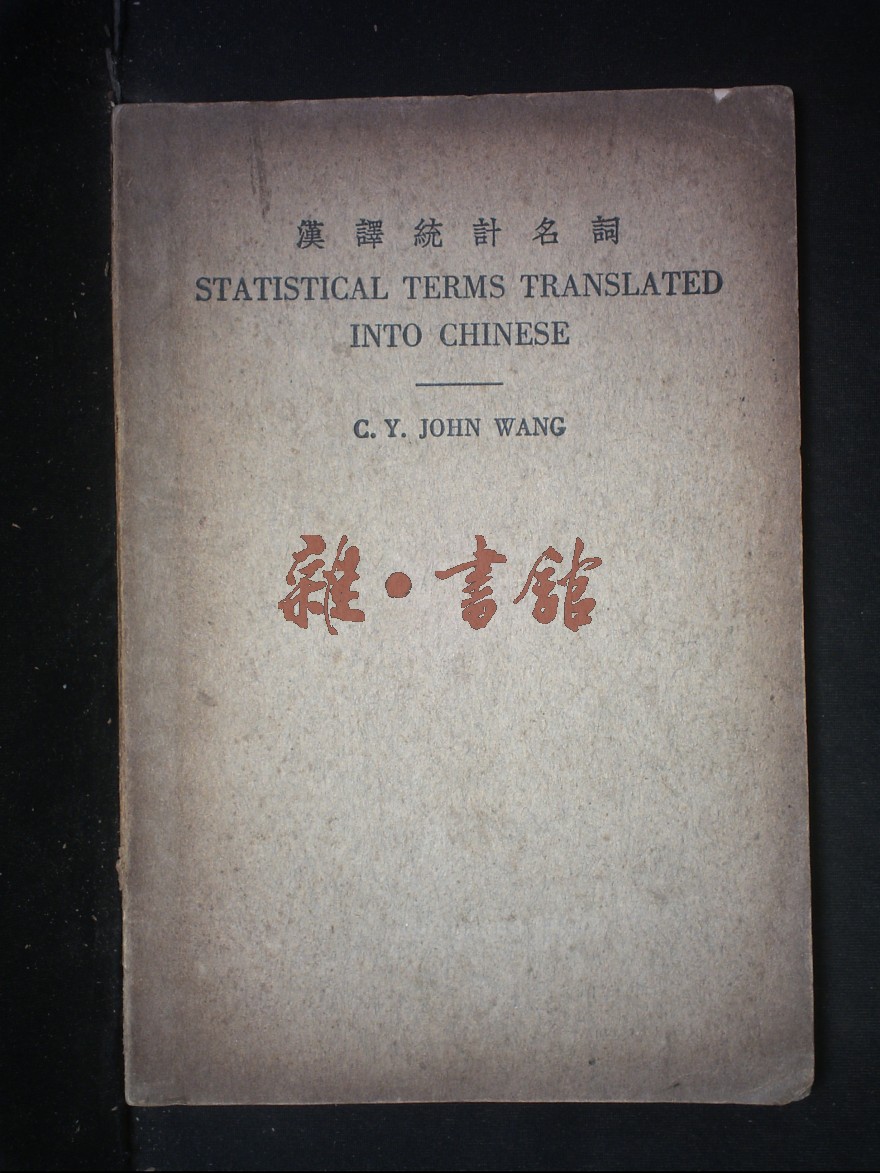 漢譯統計名詞
STATISTICAL TERMS TRANSLATED
INTO CHINESE
C. Y. JOHN WANG
雜·書館